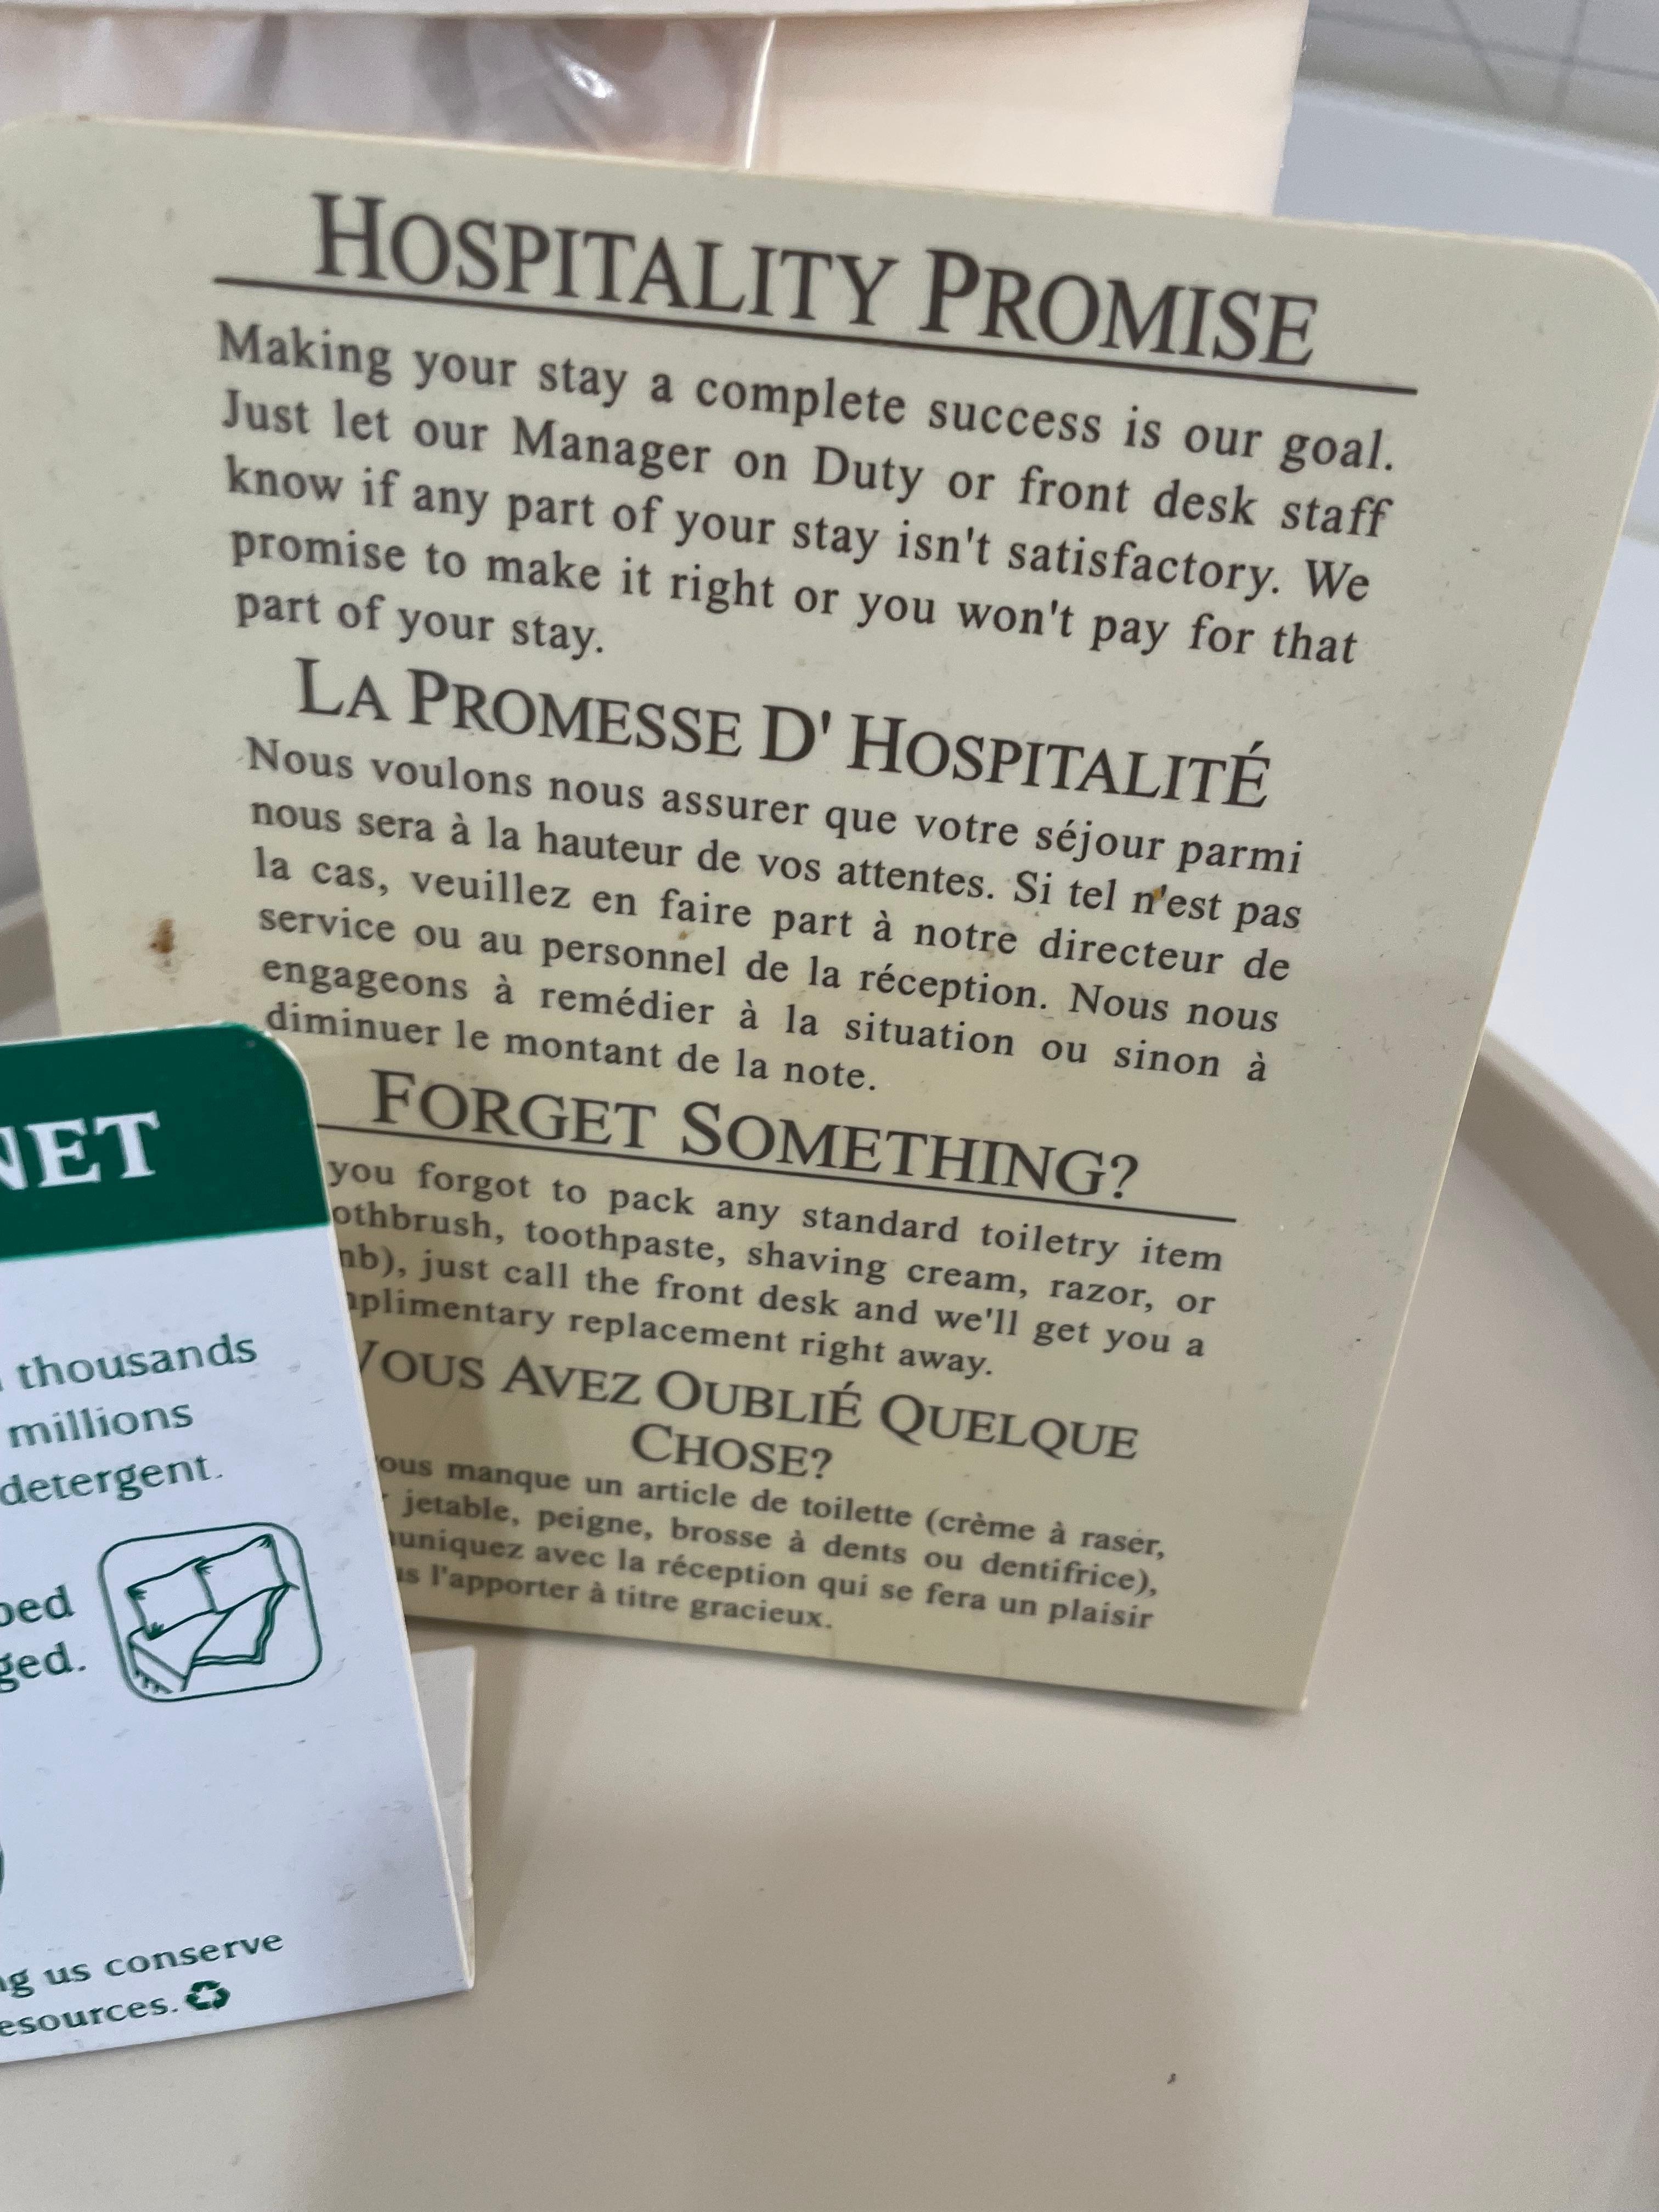 HOSPITALITY PROMISE
Making your stay a complete success is our goal.
Just let our Manager on Duty or front desk staff
know if any part of your stay isn't satisfactory. We
promise to make it right or you won't pay for that
part of your stay.
LA PROMESSE D' HOSPITALITÉ
Nous voulons nous assurer que votre séjour parmi
nous sera à la hauteur de vos attentes. Si tel n'est pas
la cas, veuillez en faire part à notre directeur de
service ou au personnel de la réception. Nous nous
engageons à remédier à la situation ou sinon à
diminuer le montant de la note.
FORGET SOMETHING?
you forgot to pack any standard toiletry item
toothpaste, shaving cream, razor, or
just call the front desk and we'll get you a
replacement right away.
VOUS AVEZ OUBLIÉ QUELQUE
CHOSE?
manque un article de toilette (crème à raser,
jetable, peigne, brosse à dents ou dentifrice),
avec la réception qui se fera un plaisir
l'apporter à titre gracieux.
thousands
millions
detergent.
us conserve